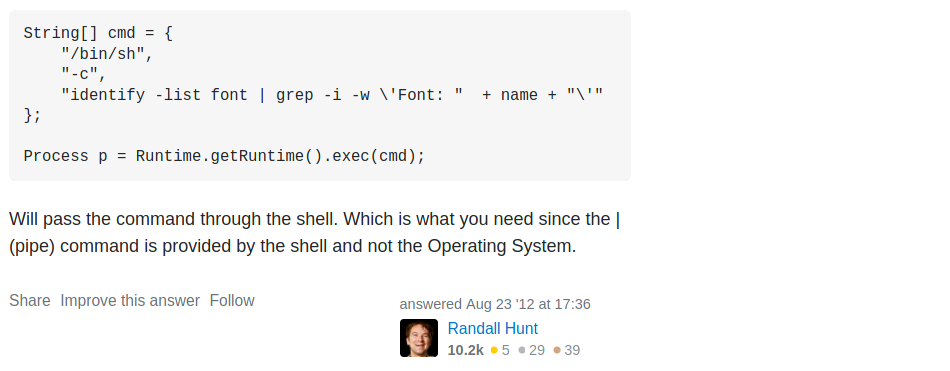 String[] cmd = {
    "/bin/sh",
    "-c",
    "identify -list font | grep -i -w \'Font: "  + name + "\'"
};
Process p = Runtime.getRuntime().exec(cmd);
Will pass the command through the shell. Which is what you need since the |
(pipe) command is provided by the shell and not the Operating System.
Share Improve this answer Follow
answered Aug 23 '12 at 17:36
Randall Hunt
10.2k 5 29 39